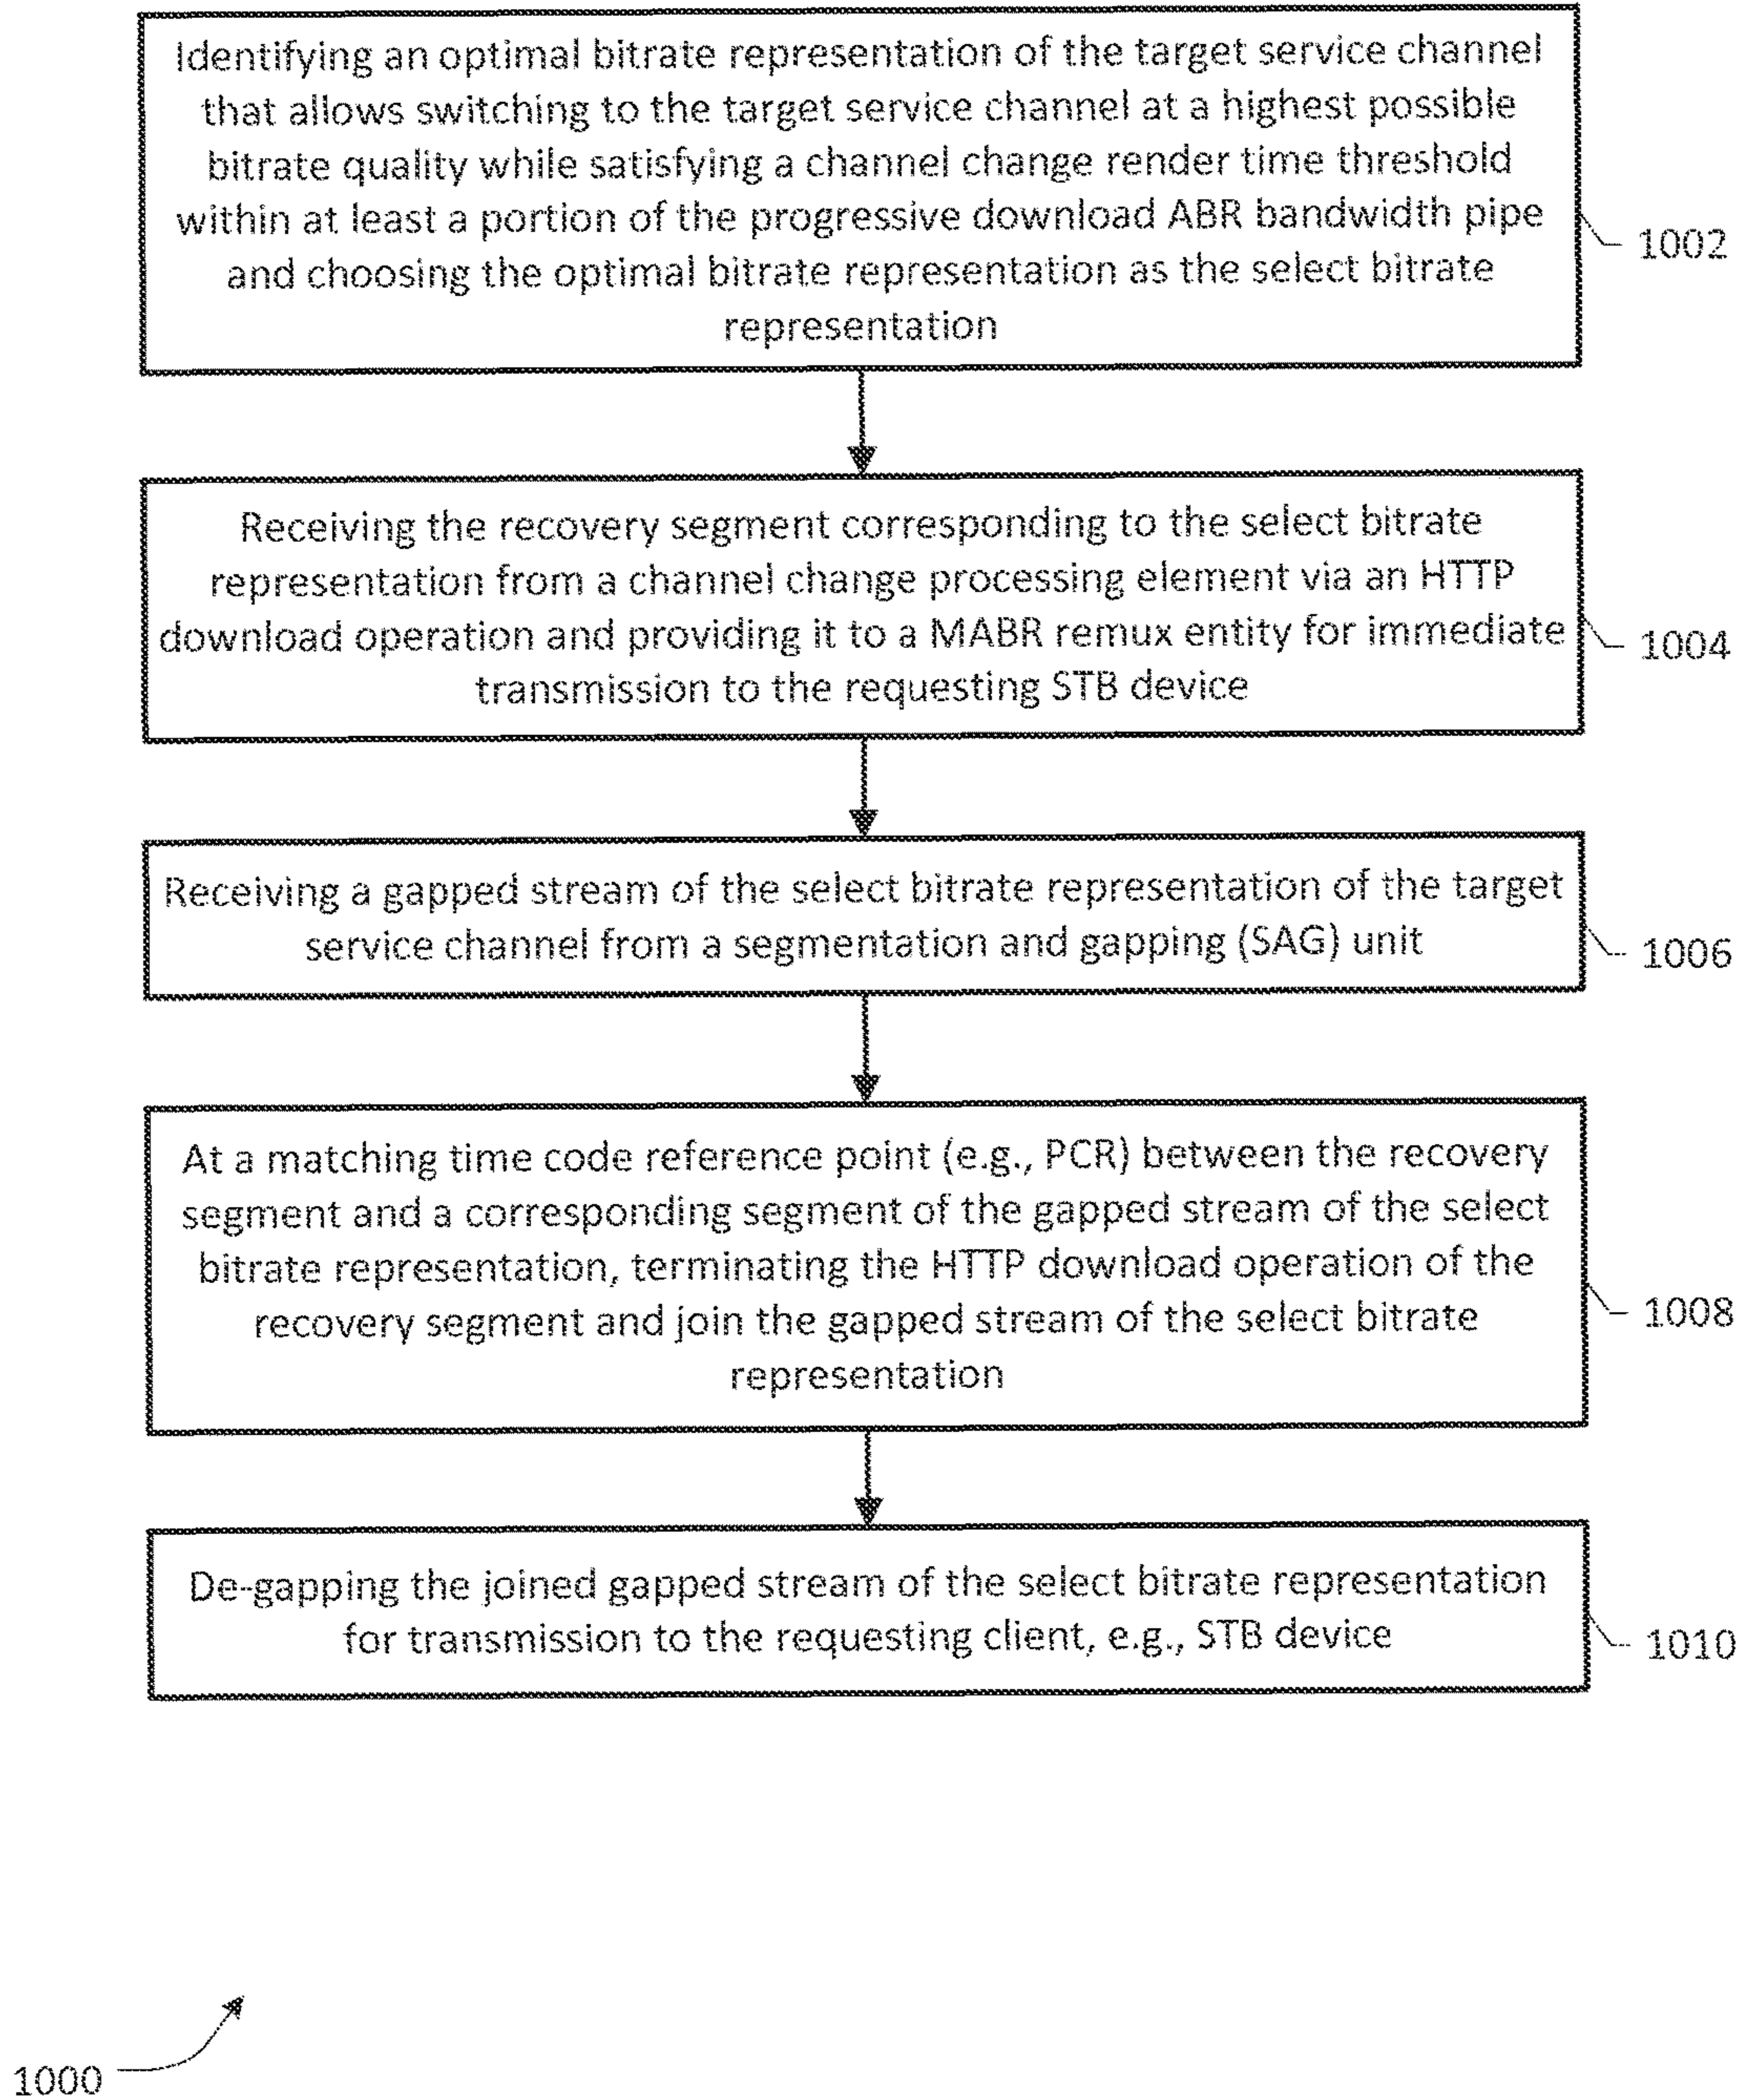 Identifying an optimal bitrate representation of the target service channel
that allows switching to the target service channel at a highest possible
bitrate quality while satisfying a channel change render time threshold
within at least a portion of the progressive download ABR bandwidth pipe
and choosing the optimal bitrate representation as the select bitrate
representation
1002
Receiving the recovery segment corresponding to the select bitrate
representation from a channel change processing element via an HTTP
download operation and providing it to a MABR remux entity for immediate
transmission to the requesting STB device
1004
Receiving a gapped stream of the select bitrate representation of the target
service channel from a segmentation and gapping (SAG) unit
1006
At a matching time code reference point (e.g., PCR) between the recovery
segment and a corresponding segment of the gapped stream of the select
bitrate representation, terminating the HTTP download operation of the
recovery segment and join the gapped stream of the select bitrate
representation
1008
De-gapping the joined gapped stream of the select bitrate representation
for transmission to the requesting client, e.g., STB device
1010
1000